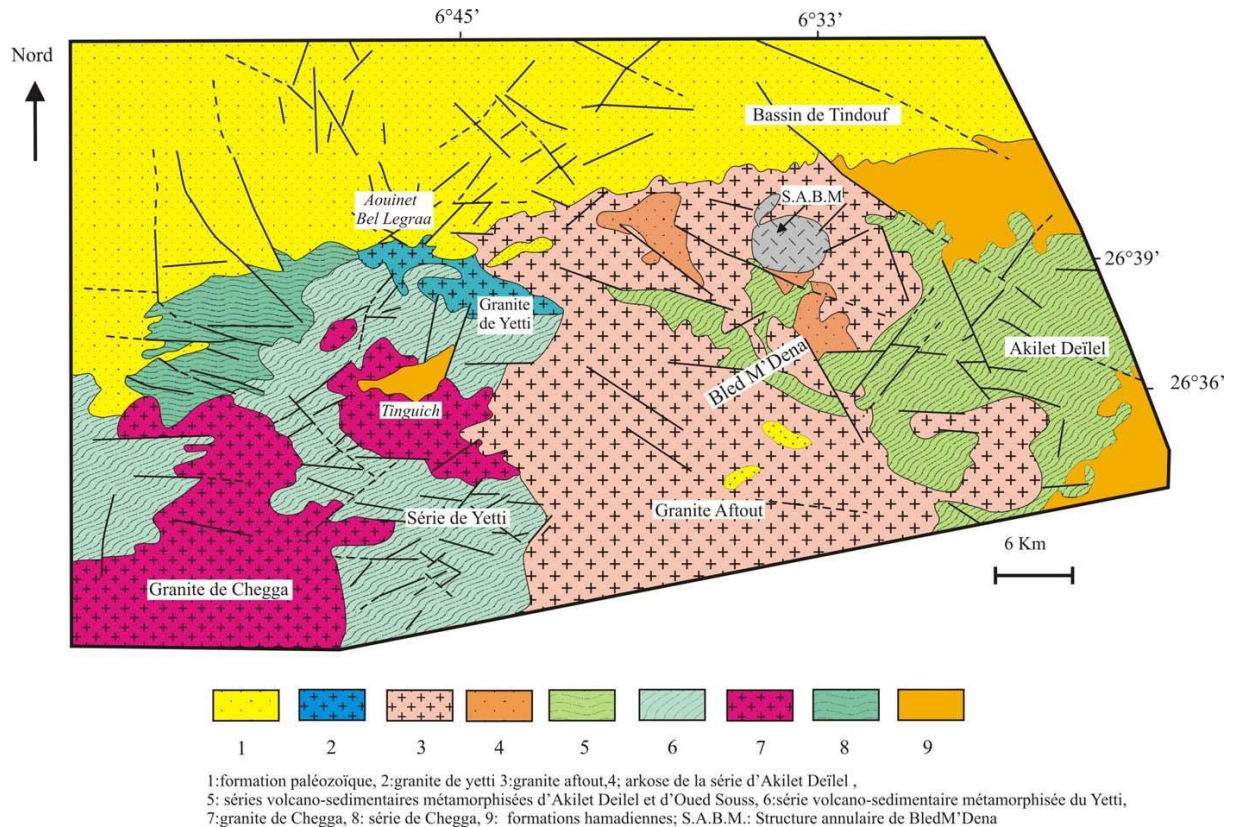 6°45’
6°33’
Nord
Bassin de Tindouf
Aouinet
Bel Legraa
S.A.B.M
26°39’
Granite
de Yetti
Akilet Deïlel
Bled M’Dena
26°36’
Tinguich
Série de Yetti
Granite Aftout
6 Km
Granite de Chegga
1 2 3 4 5 6 7 8 9
1:formation paléozoïque, 2:granite de yetti 3:granite aftout,4; arkose de la série d’Akilet Deïlel ,
5: séries volcano-sedimentaires métamorphisées d’Akilet Deilel et d’Oued Souss, 6:série volcano-sedimentaire métamorphisée du Yetti,
7:granite de Chegga, 8: série de Chegga, 9: formations hamadiennes; S.A.B.M.: Structure annulaire de BledM’Dena